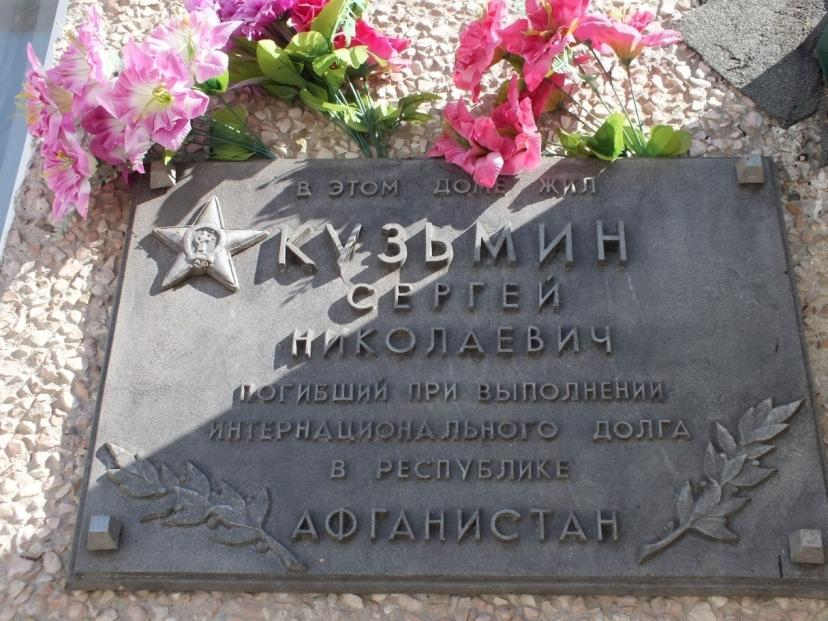 В ЭТОМ ДОМЕ ЖИЛ
КУЗЬМИН
СЕРГЕЙ
НИКОЛАЕВИЧ
ПОГИБШИЙ ПРИ ВЫПОЛНЕНИИ
ИНТЕРНАЦИОНАЛЬНОГО ДОЛГА
В РЕСПУБЛИКЕ
АФГАНИСТАН